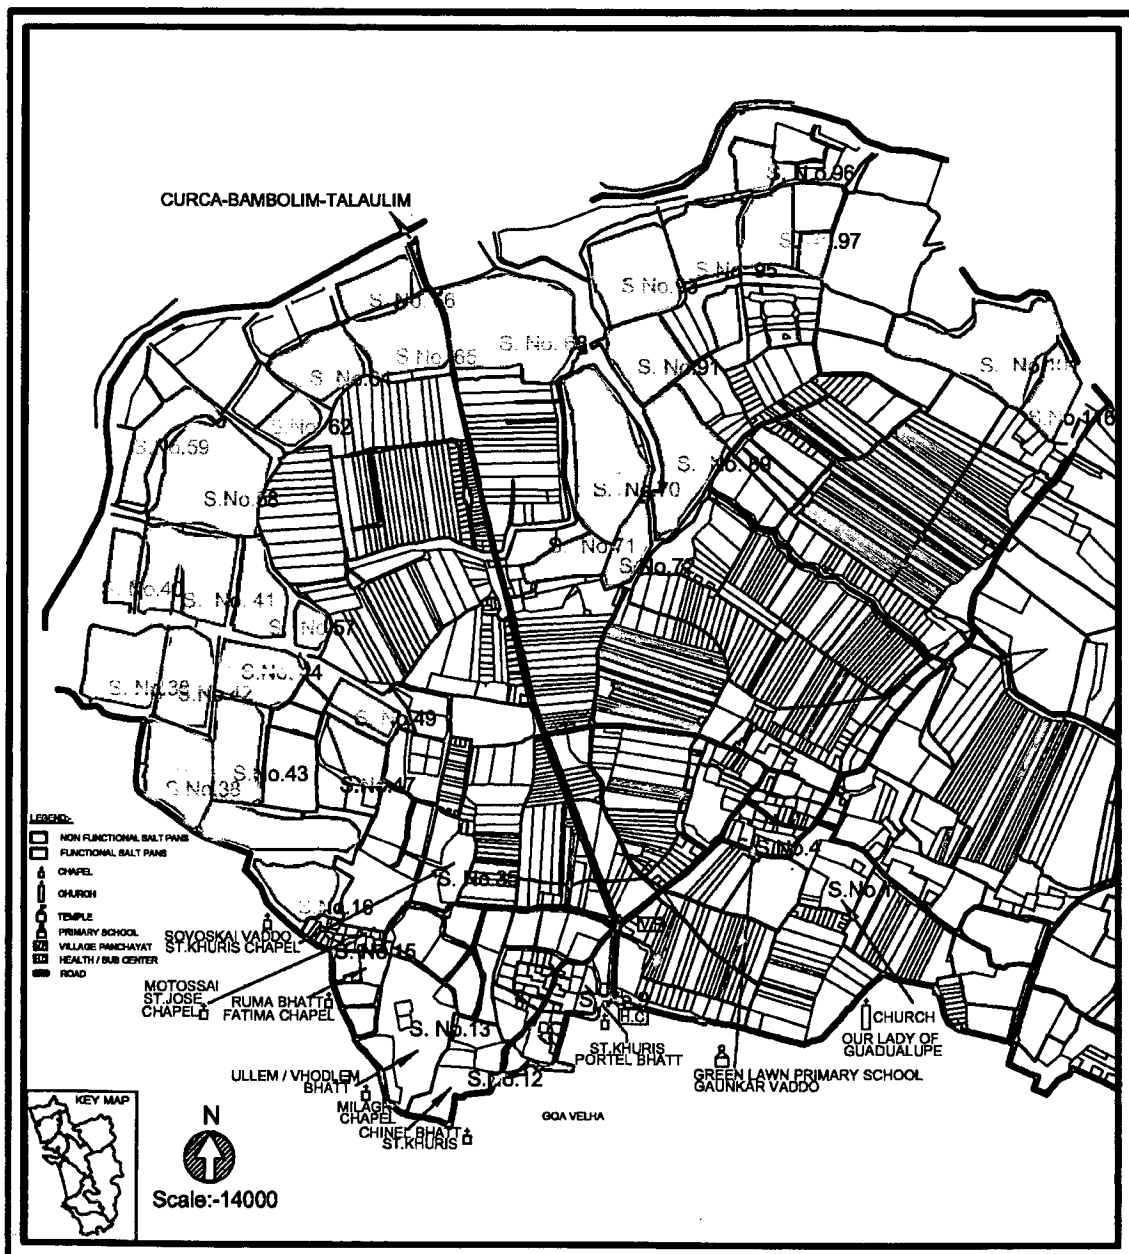 S. No.96
CURCA-BAMBOLIM-TALAULIM
S. No.95
S.No.93
S.No.91
S. No.
S. No.65
S. No.
62
S. No.59
S.No.58
S. No.89
S. No.70
S. No.71
S. No. 41
S. No.57
S. No.38
S.No.42
S.No.49
S.No.43
S.No.47
S.No.38
LEGEND:-
NON FUNCTIONAL SALT PANS
FUNCTIONAL SALT PANS
CHAPEL
CHURCH
TEMPLE
PRIMARY SCHOOL
VILLAGE PANCHAYAT
HEALTH / SUB CENTER
ROAD
S.No.4
S. No.35
S.No.16
SOVOSKAI VADDO
ST.KHURIS CHAPEL
S. No.15
MOTOSSAI
ST.JOSE
CHAPEL
RUMA BHATT
FATIMA CHAPEL
S. No.13
H.C
ST.KHURIS
PORTEL BHATT
CHURCH
OUR LADY OF
GUADUALUPE
ULLEM / VHODLEM
BHATT
S.No.12
GREEN LAWN PRIMARY SCHOOL
GAUNKAR VADDO
MILAGR
CHAPEL
CHINEL BHATT
ST.KHURIS
GOA VELHA
KEY MAP
N
Scale:-14000